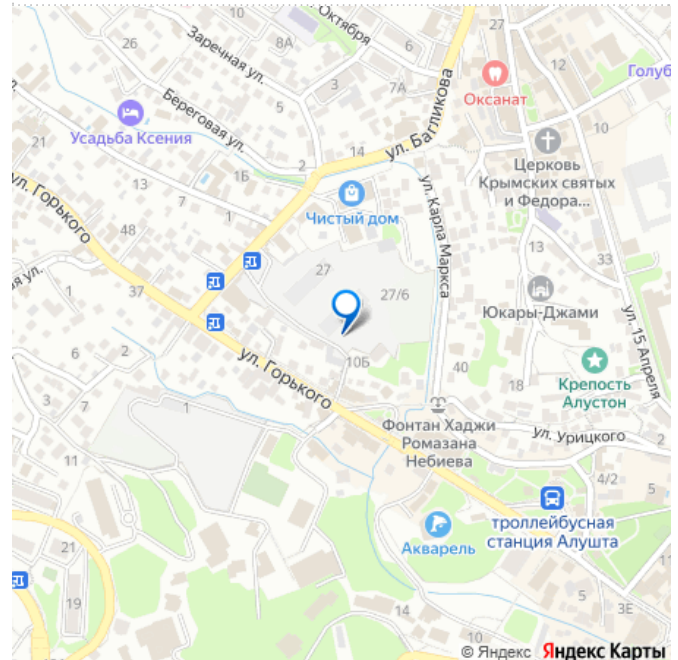 Октября
26
Заречная ул.
8А
6
27
12
Оксанат
Голуб
3
7А
5
Береговая ул.
Усадьба Ксения
ул. Багликова
14
2
1Б
10
Церковь
Крымских святых
и Федора...
21
13
7
1
ул. Горького
48
Чистый дом
ул. Карла Маркса
13
27
27/6
ая ул.
1
37
Юкары-Джами
ул. 15 Апреля
6
2
ул. Горького
10Б
40
18
Крепость
Алустон
3
7
1
Фонтан Хаджи
Ромазана
Небиева
ул. Урицкого
2
11
4/2
5
троллейбусная
станция Алушта
Акварель
21
19
14
5
3Е
10
© Яндекс Яндекс Карты